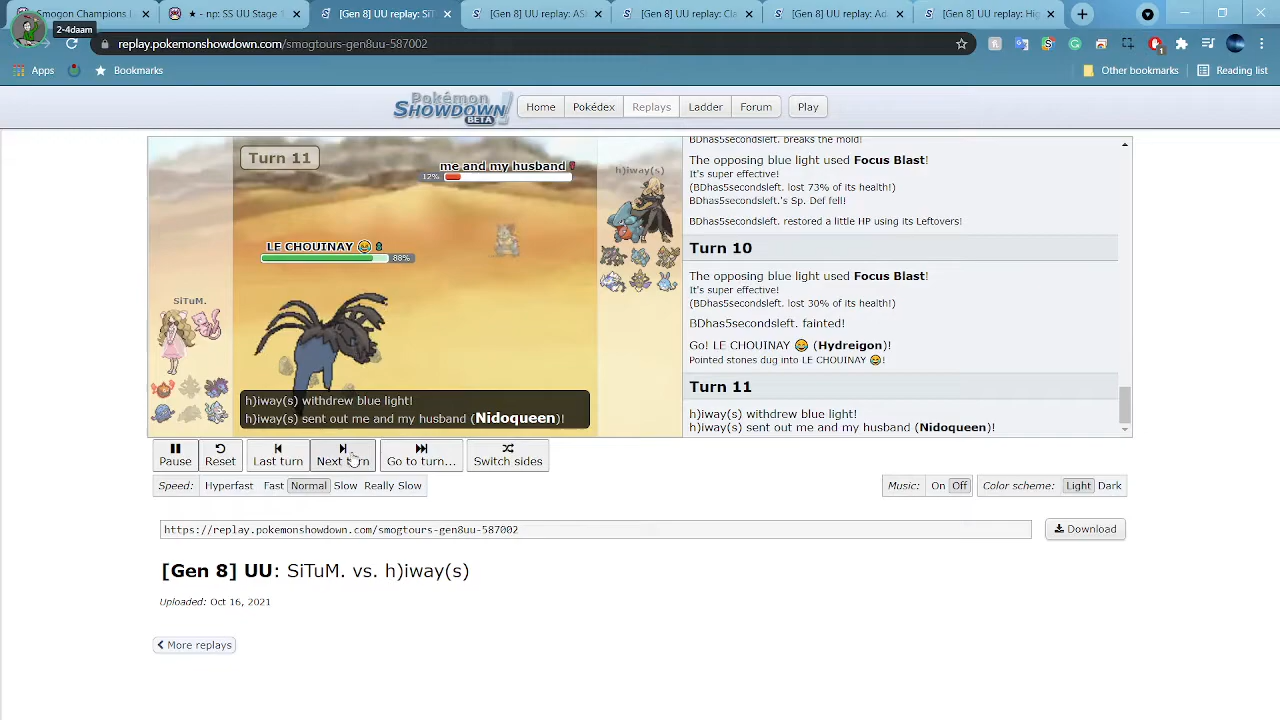 smogon Champions I
★ - np: SS UU Stage 1
[Gen 8] UU replay: SiT
[Gen 8] UU replay: ASI
[Gen 8] UU replay: C
[Gen 8] UU replay: Ad
[Gen 8] UU replay: Hi
2-4daam
replay.pokemonshowdown.com/smogtours-gen8uu-587002
Apps
Bookmarks
Other bookmarks
Reading list
Pokémon
SHOWDOWN!
BETA
Home
Pokédex
Replays
Ladder
Forum
Play
Turn 11
me and my husband
12%
h)iway(s)
LE CHOUINAY 😂
88%
SiTuM.
h)iway(s) withdrew blue light!
h)iway(s) sent out me and my husband (Nidoqueen)!
BDhas5secondsleft. breaks the mold!
The opposing blue light used Focus Blast!
It's super effective!
(BDhas5secondsleft. lost 73% of its health!)
BDhas5secondsleft.'s Sp. Def fell!
BDhas5secondsleft. restored a little HP using its Leftovers!
Turn 10
The opposing blue light used Focus Blast!
It's super effective!
(BDhas5secondsleft. lost 30% of its health!)
BDhas5secondsleft. fainted!
Go! LE CHOUINAY 😂 (Hydreigon)!
Pointed stones dug into LE CHOUINAY 😂!
Turn 11
h)iway(s) withdrew blue light!
h)iway(s) sent out me and my husband (Nidoqueen)!
Pause
Reset
Last turn
Next turn
Go to turn...
Switch sides
Speed: Hyperfast Fast Normal Slow Really Slow
Music: On Off
Color scheme: Light Dark
https://replay.pokemonshowdown.com/smogtours-gen8uu-587002
Download
[Gen 8] UU: SiTuM. vs. h)iway(s)
Uploaded: Oct 16, 2021
More replays